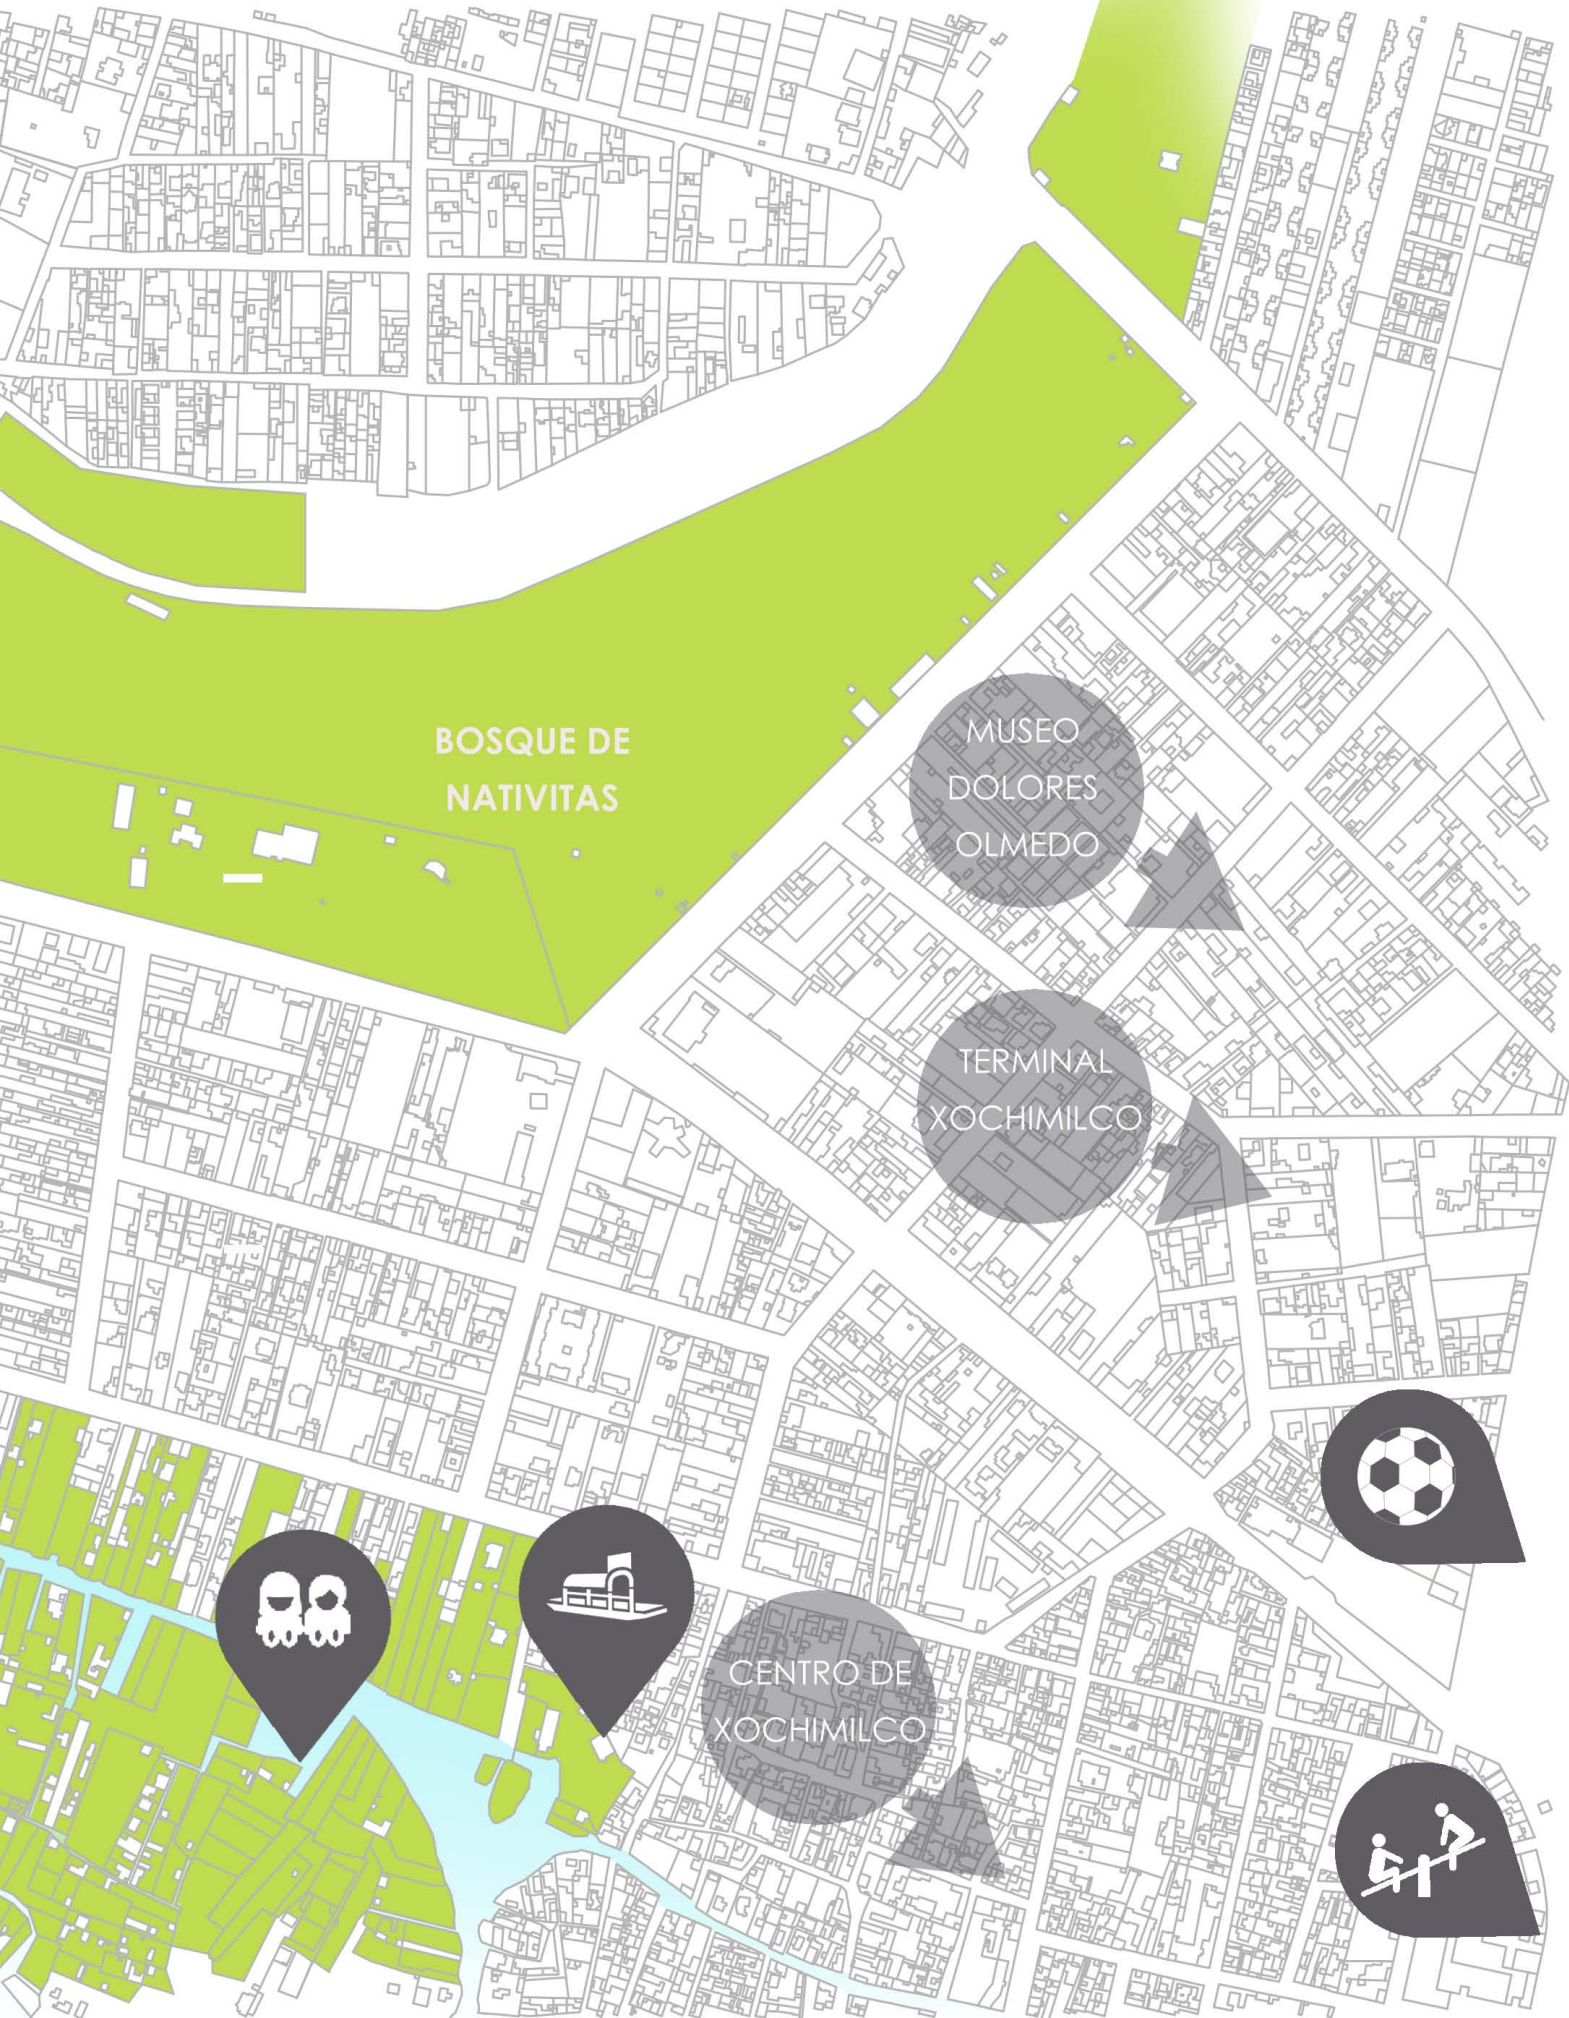 BOSQUE DE
NATIVITAS
MUSEO
DOLORES
OLMEDO
TERMINAL
XOCHIMILCO
CENTRO DE
XOCHIMILCO